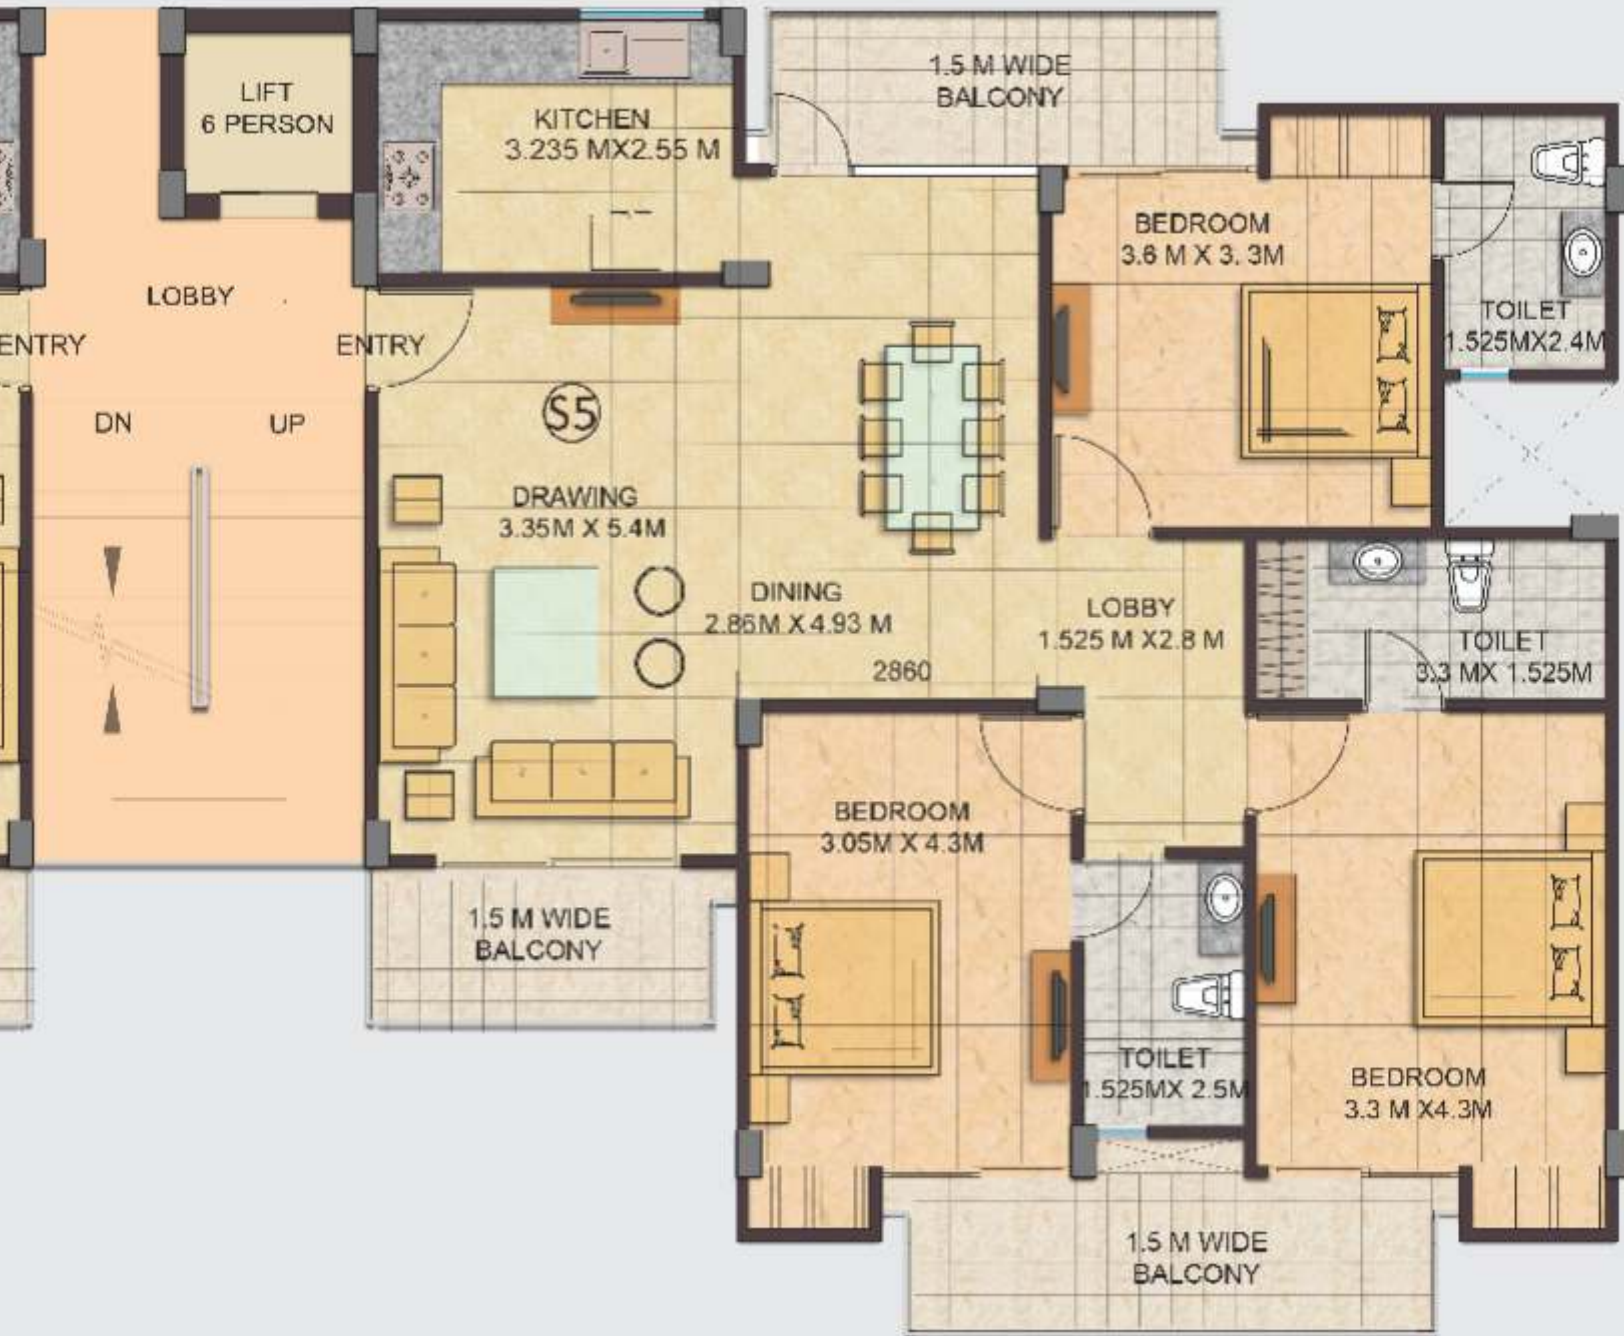 1.5 M WIDE
BALCONY
LIFT
6 PERSON
KITCHEN
3.235 MX2.55 M
BEDROOM
3.6 M X 3. 3M
LOBBY
TOILET
1.525MX2.4M
ENTRY
ENTRY
S5
DN
UP
DRAWING
3.35M X 5.4M
DINING
2.86M X 4.93 M
LOBBY
1.525 M X2.8 M
TOILET
3.3 MX 1.525M
2860
BEDROOM
3.05M X 4.3M
1.5 M WIDE
BALCONY
TOILET
1.525MX 2.5M
BEDROOM
3.3 M X4.3M
1.5 M WIDE
BALCONY